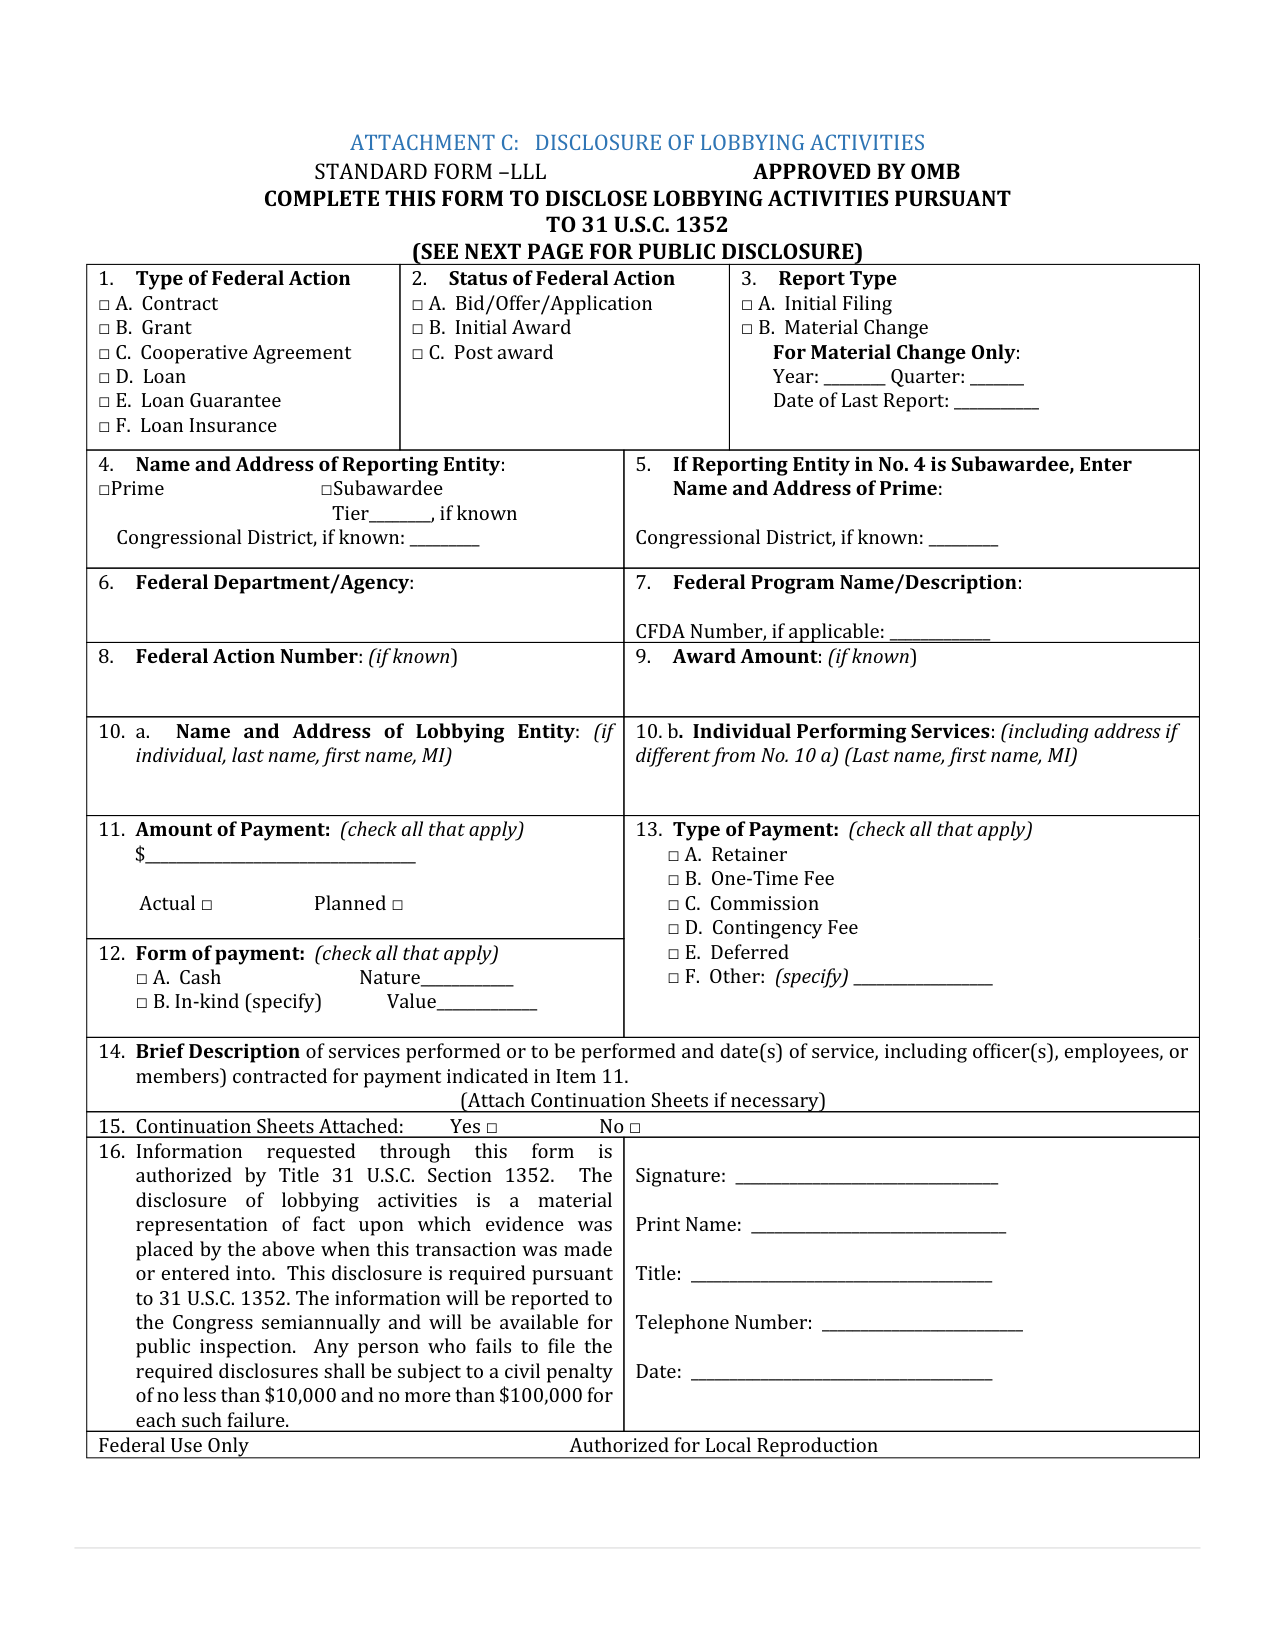 ATTACHMENT C:   DISCLOSURE OF LOBBYING ACTIVITIES
STANDARD FORM –LLL                    APPROVED BY OMB
COMPLETE THIS FORM TO DISCLOSE LOBBYING ACTIVITIES PURSUANT
TO 31 U.S.C. 1352
(SEE NEXT PAGE FOR PUBLIC DISCLOSURE)
1. Type of Federal Action
□ A. Contract
□ B. Grant
□ C. Cooperative Agreement
□ D. Loan
□ E. Loan Guarantee
□ F. Loan Insurance
2. Status of Federal Action
□ A. Bid/Offer/Application
□ B. Initial Award
□ C. Post award
3. Report Type
□ A. Initial Filing
□ B. Material Change
For Material Change Only:
Year: ________ Quarter: _______
Date of Last Report: ___________
4. Name and Address of Reporting Entity:
□Prime                    □Subawardee
Tier________, if known
Congressional District, if known: _________
5. If Reporting Entity in No. 4 is Subawardee, Enter
Name and Address of Prime:
Congressional District, if known: _________
6. Federal Department/Agency:
7. Federal Program Name/Description:
CFDA Number, if applicable: _____________
8. Federal Action Number: (if known)
9. Award Amount: (if known)
10. a. Name and Address of Lobbying Entity: (if
individual, last name, first name, MI)
10. b. Individual Performing Services: (including address if
different from No. 10 a) (Last name, first name, MI)
11. Amount of Payment: (check all that apply)
$___________________________________
Actual □          Planned □
12. Form of payment: (check all that apply)
□ A. Cash          Nature____________
□ B. In-kind (specify)          Value_____________
13. Type of Payment: (check all that apply)
□ A. Retainer
□ B. One-Time Fee
□ C. Commission
□ D. Contingency Fee
□ E. Deferred
□ F. Other: (specify) __________________
14. Brief Description of services performed or to be performed and date(s) of service, including officer(s), employees, or
members) contracted for payment indicated in Item 11.
(Attach Continuation Sheets if necessary)
15. Continuation Sheets Attached:     Yes □          No □
16. Information requested through this form is
authorized by Title 31 U.S.C. Section 1352. The
disclosure of lobbying activities is a material
representation of fact upon which evidence was
placed by the above when this transaction was made
or entered into. This disclosure is required pursuant
to 31 U.S.C. 1352. The information will be reported to
the Congress semiannually and will be available for
public inspection. Any person who fails to file the
required disclosures shall be subject to a civil penalty
of no less than $10,000 and no more than $100,000 for
each such failure.
Signature: __________________________________
Print Name: _________________________________
Title: _______________________________________
Telephone Number: __________________________
Date: _______________________________________
Federal Use Only                    Authorized for Local Reproduction